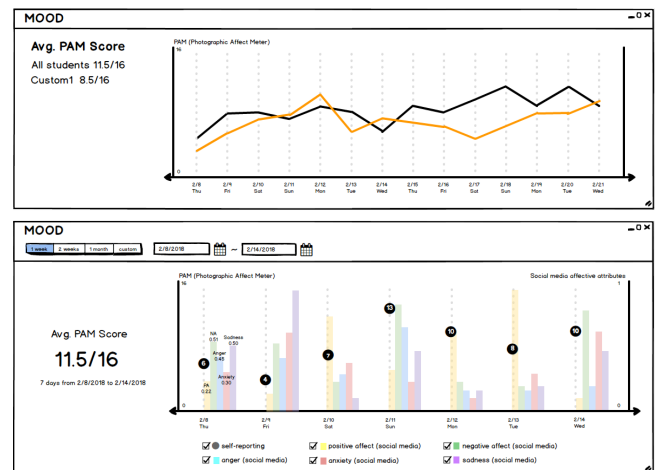 MOOD
Avg. PAM Score
All students 11.5/16
Custom1 8.5/16
PAM (Photographic Affect Meter)
16
0
2/8 2/9 2/10 2/11 2/12 2/13 2/14 2/15 2/16 2/17 2/18 2/19 2/20 2/21
Thu Fri Sat Sun Mon Tue Wed Thu Fri Sat Sun Mon Tue Wed
MOOD
1 week 2 weeks 1 month custom 2/8/2018 ~ 2/14/2018
PAM (Photographic Affect Meter) Social media affective attributes
16 1
Avg. PAM Score
11.5/16
7 days from 2/8/2018 to 2/14/2018
NA
0.51
Sadness
0.50
Anger
0.45
Anxiety
0.30
PA
0.22
6 4 7 13 10 8 10
0 0
2/8 2/9 2/10 2/11 2/12 2/13 2/14
Thu Fri Sat Sun Mon Tue Wed
self-reporting positive affect (social media) negative affect (social media)
anger (social media) anxiety (social media) sadness (social media)